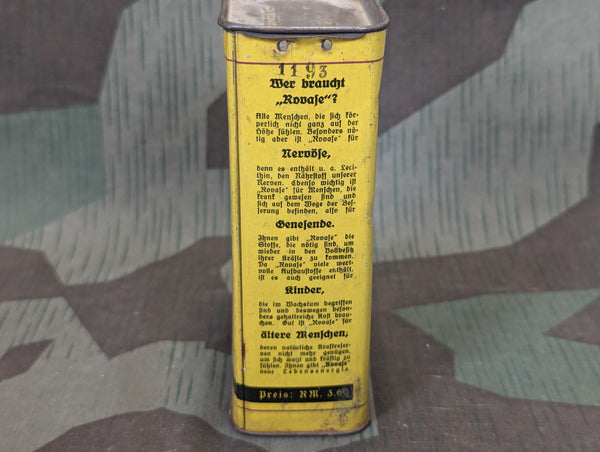 1193
Wer braucht
„Rovase"?
Alle Menschen, die sich kör-
perlich nicht ganz auf der
Höhe fühlen. Besonders nö-
tig aber ist „Rovase" für
Nervöse,
denn es enthält u. a. Leci-
thin, den Nährstoff unserer
Nerven. Ebenso wichtig ist
„Rovase" für Menschen, die
krank gewesen sind und
sich auf dem Wege der Bes-
serung befinden, also für
Genesende.
Ihnen gibt „Rovase" die
Stoffe, die nötig sind, um
wieder in den Vollbesitz
ihrer Kräfte zu kommen.
Da „Rovase" viele wert-
volle Aufbaustoffe enthält,
ist es auch geeignet für
Kinder,
die im Wachstum begriffen
sind und deswegen beson-
ders gehaltreiche Kost brau-
chen. Gut ist „Rovase" für
ältere Menschen,
deren natürliche Kraftreser-
ven nicht mehr genügen,
um sich wohl und kräftig zu
fühlen. Ihnen gibt „Rovase"
neue Lebensenergie.
Preis: RM. 3.60